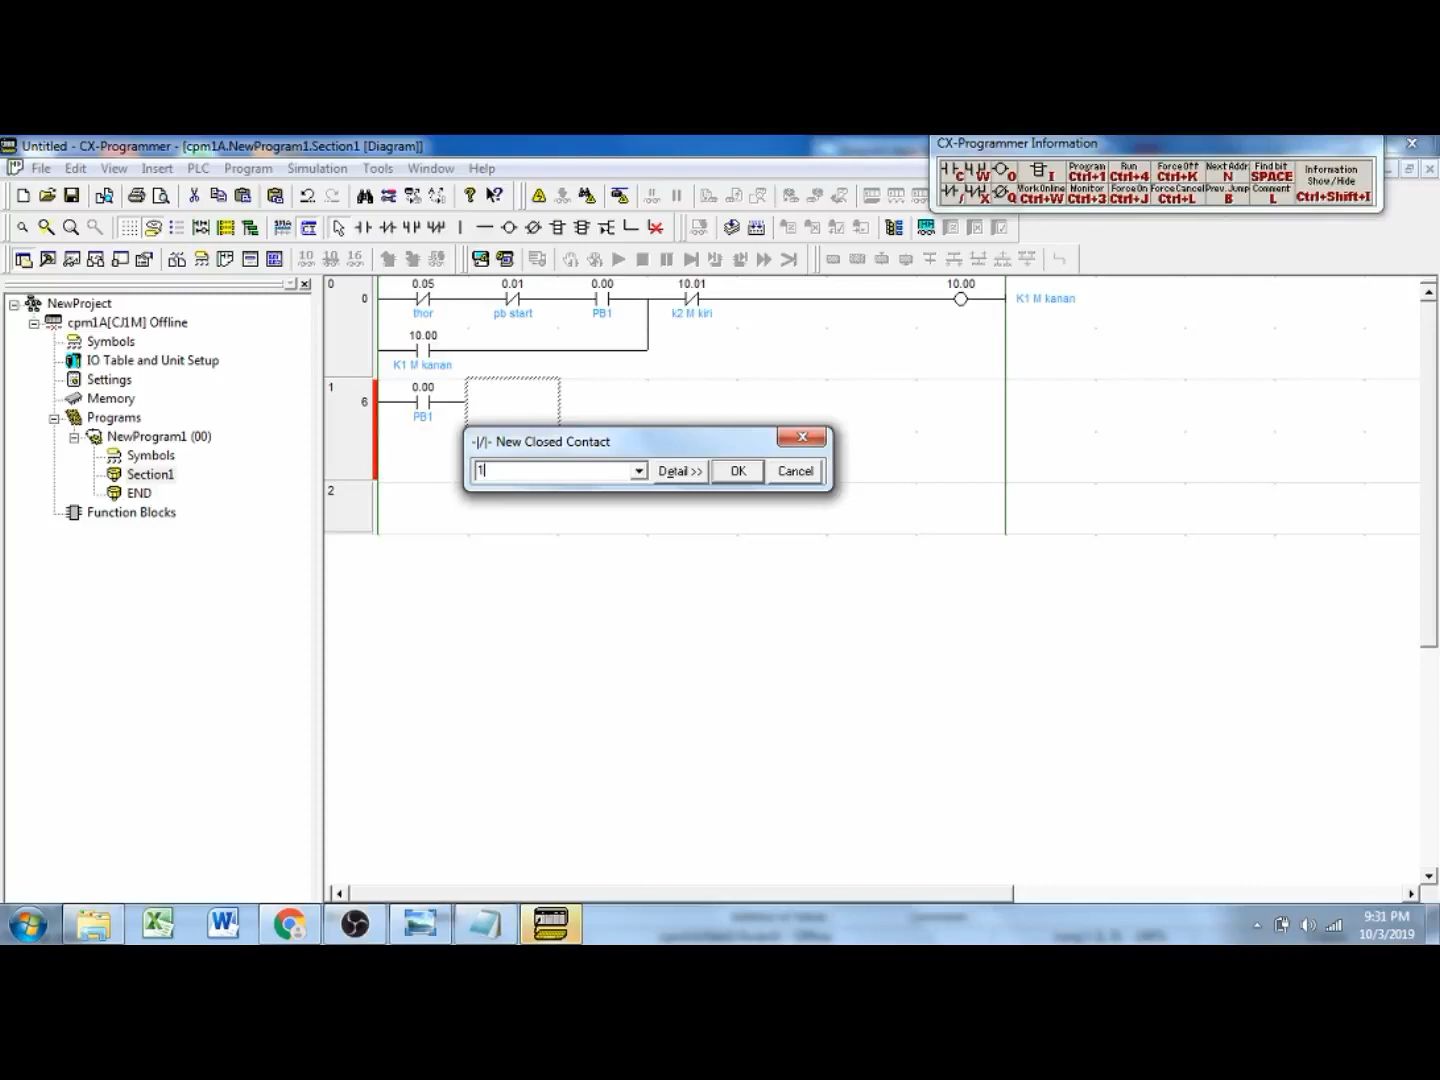 Untitled - CX-Programmer - [cpm1A.NewProgram1.Section1 [Diagram]]
CX-Programmer Information
File Edit View Insert PLC Program Simulation Tools Window Help
C W O I Program Ctrl+1 Run Ctrl+4 Force Off Ctrl+K Next Addr N Find bit SPACE Information Show/Hide Ctrl+Shift+I
/ X Q Work Online Ctrl+W Monitor Ctrl+3 Force On Ctrl+J Force Cancel Ctrl+L Prev. Jump B Comment L
10 10 16
NewProject
cpm1A[CJ1M] Offline
Symbols
IO Table and Unit Setup
Settings
Memory
Programs
NewProgram1 (00)
Symbols
Section1
END
Function Blocks
0 0.05 0.01 0.00 10.01 10.00
0 K1 M kanan
thor pb start PB1 k2 M kiri
10.00
K1 M kanan
1 0.00
6
PB1
-|/|- New Closed Contact
1 Detail >> OK Cancel
2
9:31 PM
10/3/2019